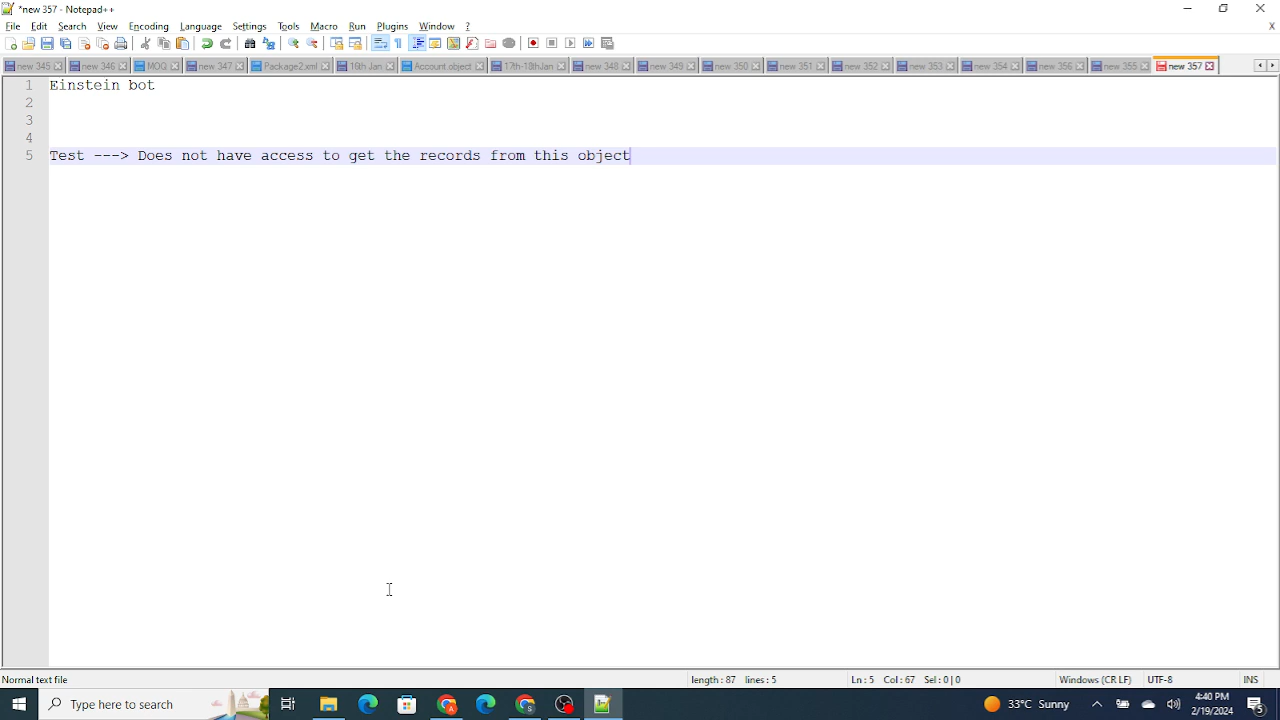 *new 357 - Notepad++
File Edit Search View Encoding Language Settings Tools Macro Run Plugins Window ? X
new 345 new 346 MOQ new 347 Package2.xml 16th Jan Account.object 17th-18thJan new 348 new 349 new 350 new 351 new 352 new 353 new 354 new 356 new 355 new 357
1 Einstein bot
2
3
4
5 Test ---> Does not have access to get the records from this object
Normal text file length : 87 lines : 5 Ln : 5 Col : 67 Sel : 0 | 0 Windows (CR LF) UTF-8 INS
Type here to search 33°C Sunny 4:40 PM
2/19/2024 5